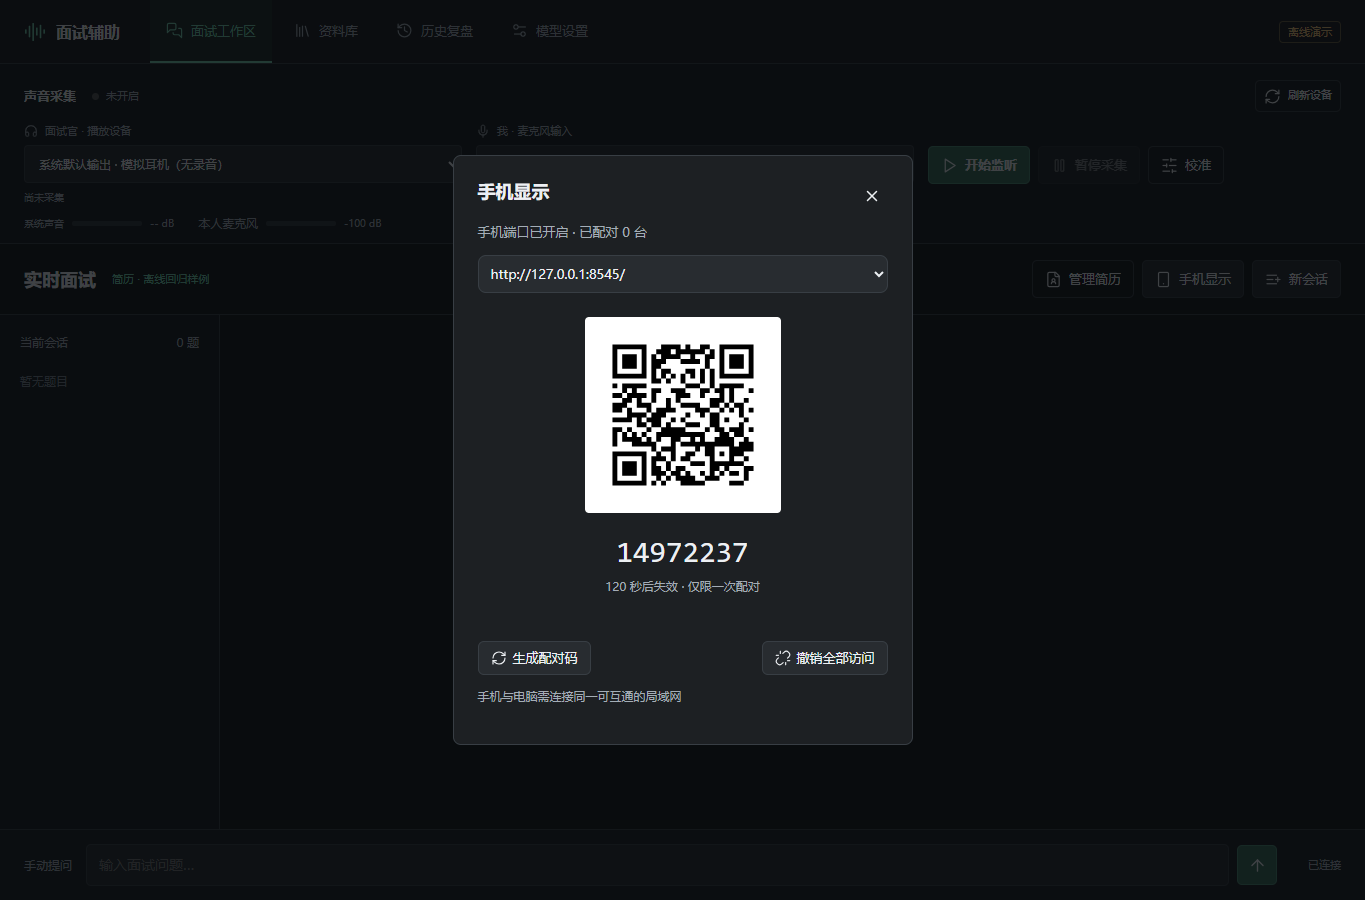 面试辅助
面试工作区
资料库
历史复盘
模型设置
离线演示
声音采集
未开启
刷新设备
面试官 · 播放设备
我 · 麦克风输入
系统默认输出 · 模拟耳机（无录音）
开始监听
暂停采集
校准
尚未采集
系统声音
-- dB
本人麦克风
-100 dB
实时面试
简历 · 离线回归样例
管理简历
手机显示
新会话
当前会话
0 题
暂无题目
手机显示
手机端口已开启 · 已配对 0 台
http://127.0.0.1:8545/
14972237
120 秒后失效 · 仅限一次配对
生成配对码
撤销全部访问
手机与电脑需连接同一可互通的局域网
手动提问
输入面试问题...
已连接